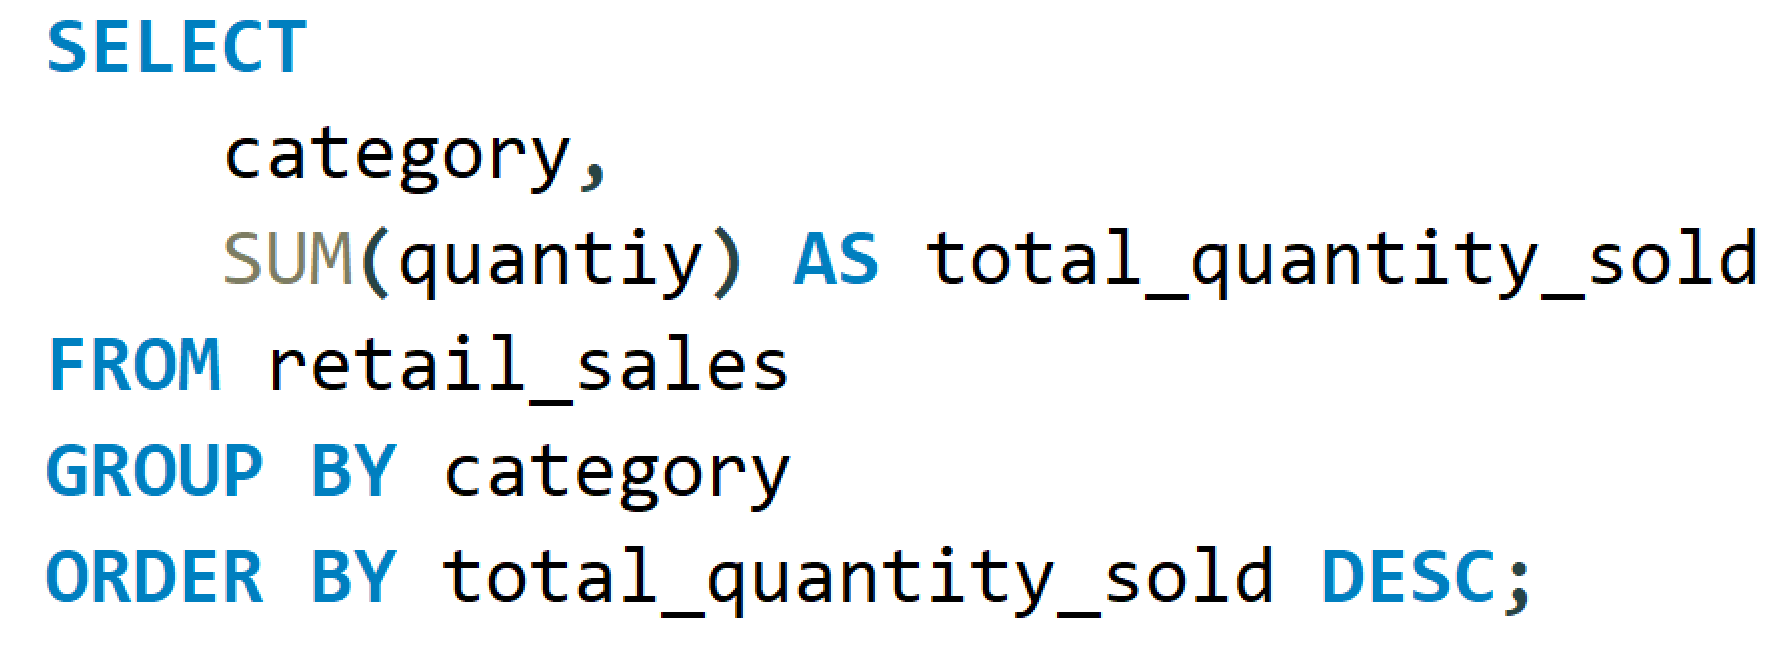 SELECT
category,
SUM(quantiy) AS total_quantity_sold
FROM retail_sales
GROUP BY category
ORDER BY total_quantity_sold DESC;